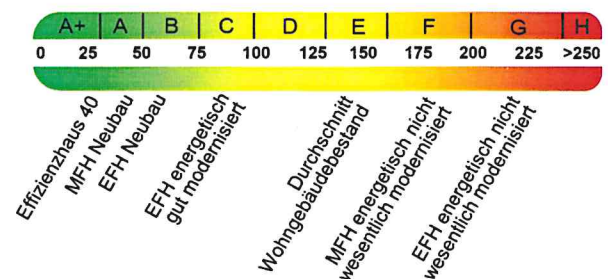 A+ A B C D E F G H
0 25 50 75 100 125 150 175 200 225 >250
Effizienzhaus 40
MFH Neubau
EFH Neubau
EFH energetisch
gut modernisiert
Durchschnitt
Wohngebäudebestand
MFH energetisch nicht
wesentlich modernisiert
EFH energetisch nicht
wesentlich modernisiert